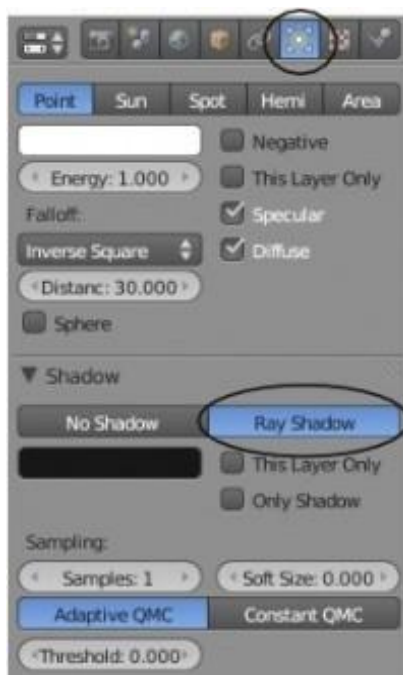 Point Sun Spot Hemi Area
Negative
Energy: 1.000 This Layer Only
Falloff: Specular
Inverse Square Diffuse
Distanc: 30.000
Sphere
Shadow
No Shadow Ray Shadow
This Layer Only
Only Shadow
Sampling:
Samples: 1 Soft Size: 0.000
Adaptive QMC Constant QMC
Threshold: 0.000